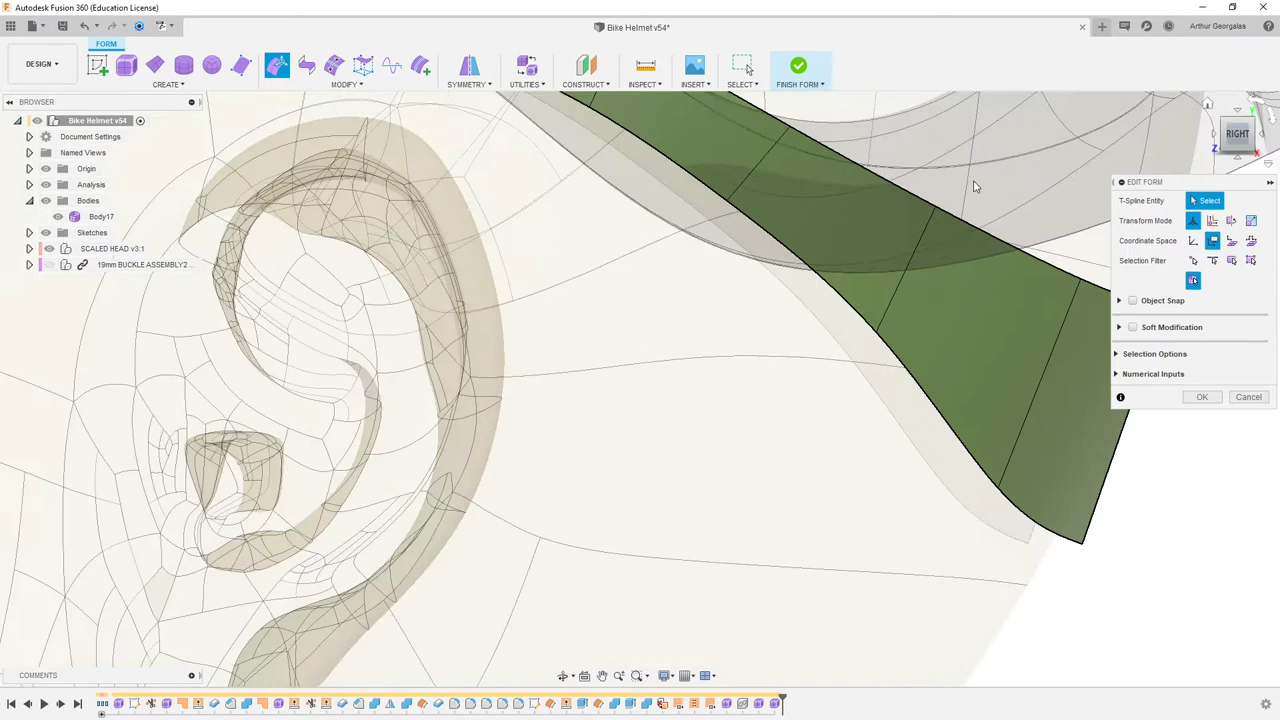 Autodesk Fusion 360 (Education License)
Bike Helmet v54*
Arthur Georgalas
DESIGN
FORM
CREATE
MODIFY
SYMMETRY
UTILITIES
CONSTRUCT
INSPECT
INSERT
SELECT
FINISH FORM
BROWSER
Bike Helmet v54
Document Settings
Named Views
Origin
Analysis
Bodies
Body17
Sketches
SCALED HEAD v3:1
19mm BUCKLE ASSEMBLY2...
RIGHT
Y
Z
X
EDIT FORM
T-Spline Entity
Select
Transform Mode
Coordinate Space
Selection Filter
Object Snap
Soft Modification
Selection Options
Numerical Inputs
OK
Cancel
COMMENTS